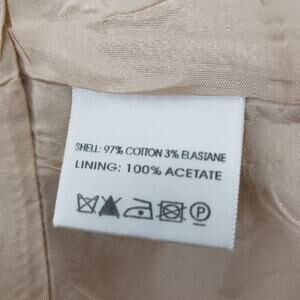 SHELL: 97% COTTON 3% ELASTANE
LINING: 100% ACETATE
P